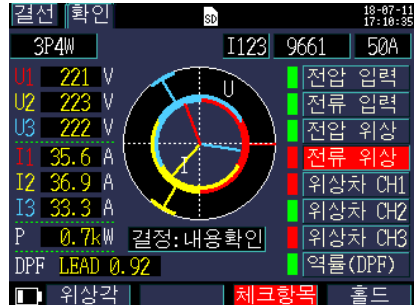 결선 확인 SD 18-07-11
17:10:35
3P4W I123 9661 50A
U1 221 V
U2 223 V
U3 222 V
I1 35.6 A
I2 36.9 A
I3 33.3 A
P 0.7kW
DPF LEAD 0.92
U
I
결정:내용확인
전압 입력
전류 입력
전압 위상
전류 위상
위상차 CH1
위상차 CH2
위상차 CH3
역률(DPF)
위상각 체크항목 홀드